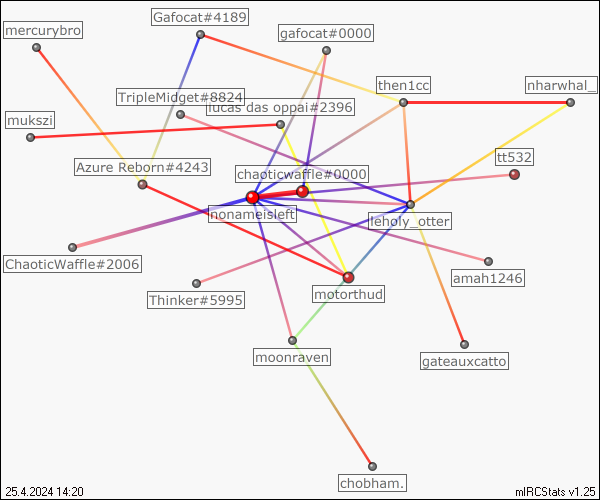 Gafocat#4189
mercurybro
gafocat#0000
then1cc
nharwhal_
TripleMidget#8824
lucas das oppai#2396
mukszi
tt532
Azure Reborn#4243
chaoticwaffle#0000
nonameisleft
leholy_otter
ChaoticWaffle#2006
amah1246
Thinker#5995
motorthud
moonraven
gateauxcatto
chobham.
25.4.2024 14:20
mIRCStats v1.25